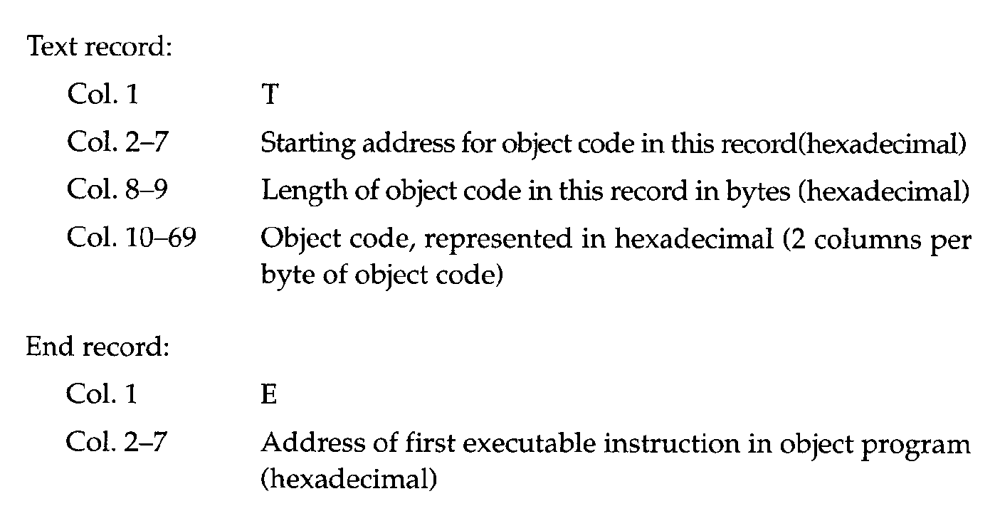 Text record:
Col. 1 T
Col. 2–7 Starting address for object code in this record(hexadecimal)
Col. 8–9 Length of object code in this record in bytes (hexadecimal)
Col. 10–69 Object code, represented in hexadecimal (2 columns per
byte of object code)
End record:
Col. 1 E
Col. 2–7 Address of first executable instruction in object program
(hexadecimal)